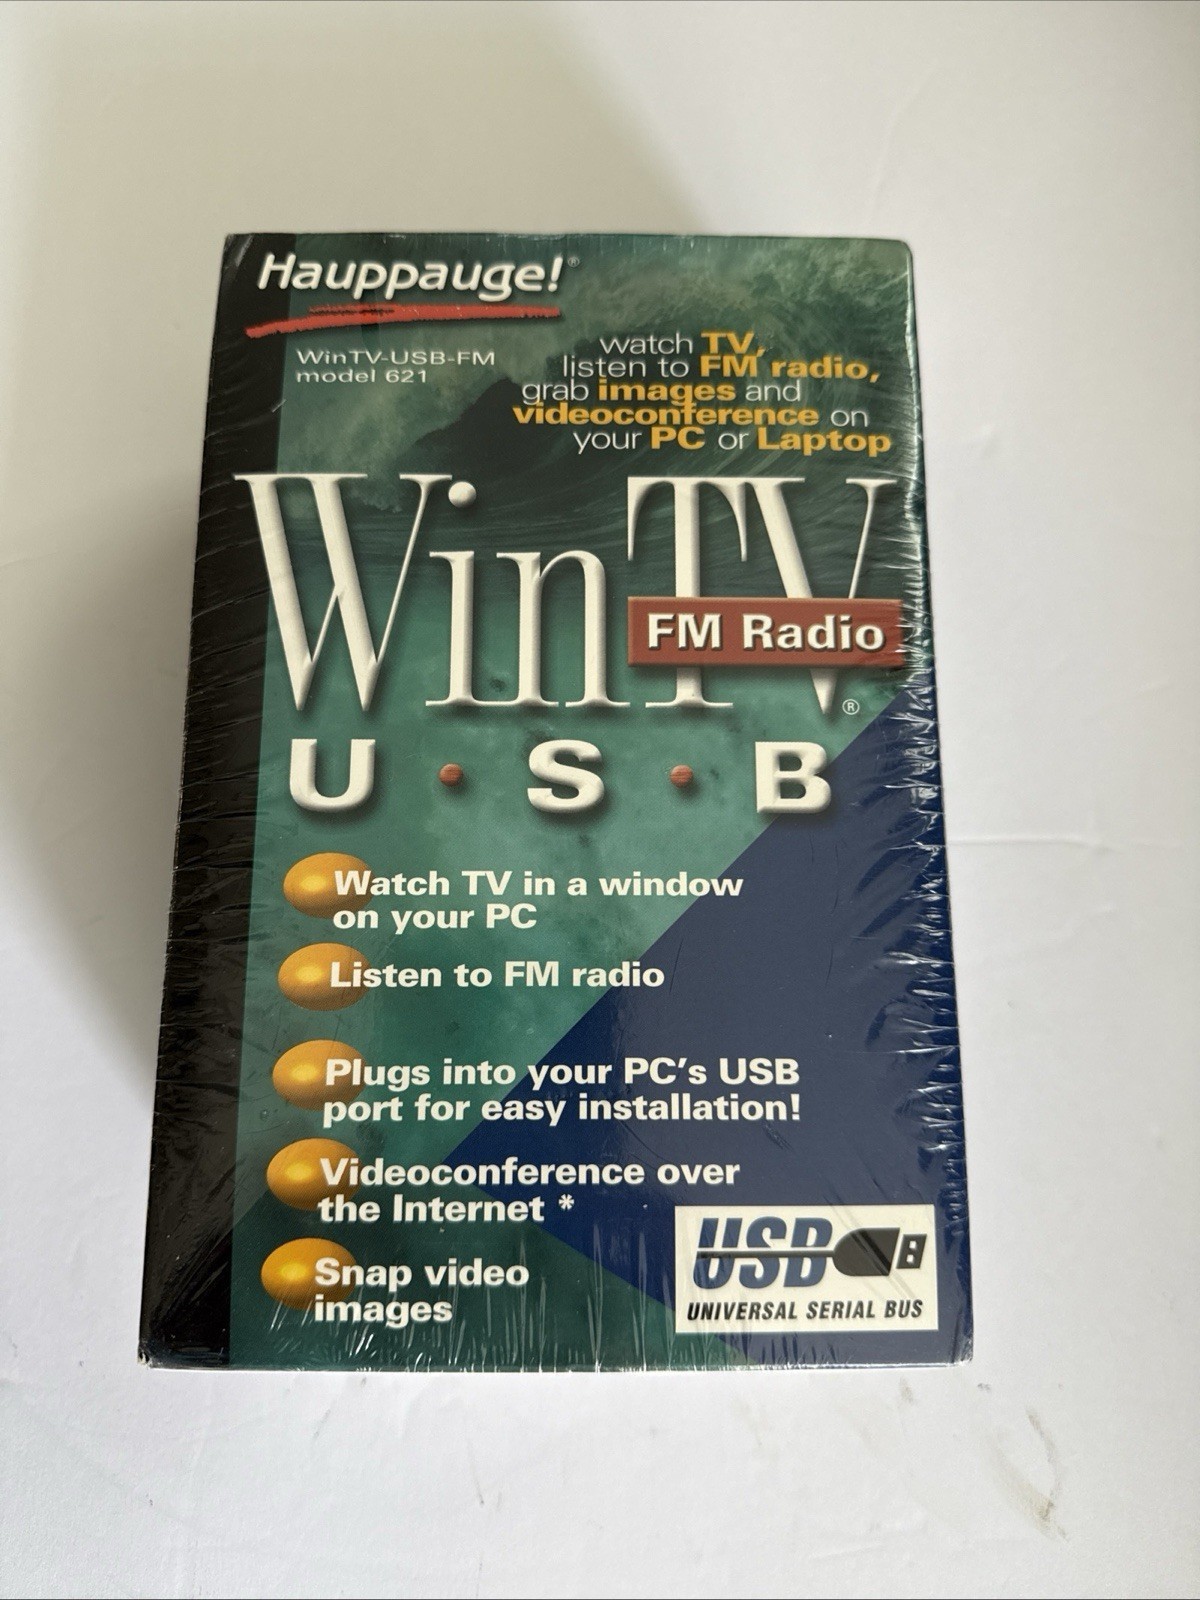 Hauppauge!®
WinTV-USB-FM
model 621
watch TV,
listen to FM radio,
grab images and
videoconference on
your PC or Laptop
WinTV®
FM Radio
U·S·B
Watch TV in a window
on your PC
Listen to FM radio
Plugs into your PC's USB
port for easy installation!
Videoconference over
the Internet *
Snap video
images
USB
UNIVERSAL SERIAL BUS